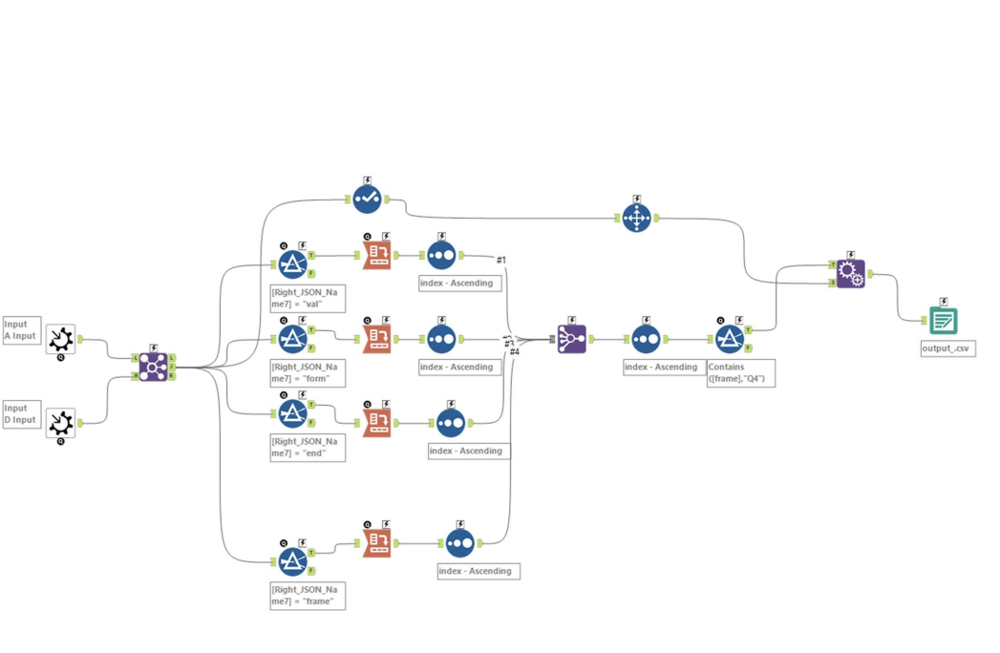 Input
A Input
Input
D Input
[Right_JSON_Na
me7] = "val"
[Right_JSON_Na
me7] = "form"
[Right_JSON_Na
me7] = "end"
[Right_JSON_Na
me7] = "frame"
index - Ascending
index - Ascending
index - Ascending
index - Ascending
#1
#4
index - Ascending
Contains
([frame],"Q4")
output_.csv
L
J
R
L
R
T
F
T
F
T
F
T
F
T
F
T
S
Q
Q
Q
Q
Q
Q
Q
Q
Q
Q
Q